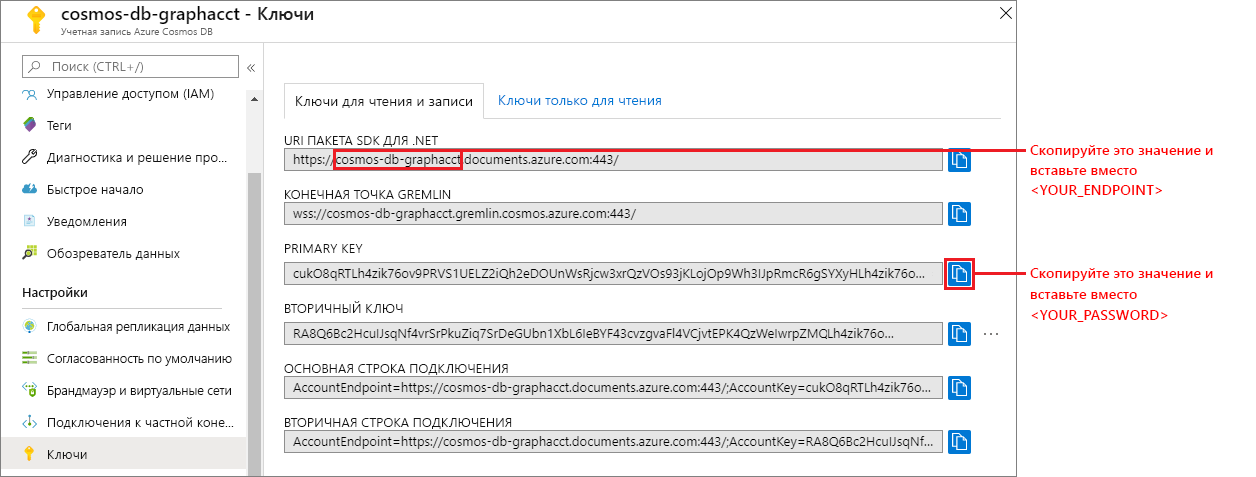 cosmos-db-graphacct - Ключи
Учетная запись Azure Cosmos DB
Поиск (CTRL+/)
Управление доступом (IAM)
Теги
Диагностика и решение про...
Быстрое начало
Уведомления
Обозреватель данных
Настройки
Глобальная репликация данных
Согласованность по умолчанию
Брандмауэр и виртуальные сети
Подключения к частной коне...
Ключи
Ключи для чтения и записи
Ключи только для чтения
URI ПАКЕТА SDK ДЛЯ .NET
https://cosmos-db-graphacct.documents.azure.com:443/
КОНЕЧНАЯ ТОЧКА GREMLIN
wss://cosmos-db-graphacct.gremlin.cosmos.azure.com:443/
PRIMARY KEY
cukO8qRTLh4zik76ov9PRVS1UELZ2iQh2eDOUnWsRjcw3xrQzVOs93jKLojOp9Wh3IJpRmcR6gSYXyHLh4zik76o...
ВТОРИЧНЫЙ КЛЮЧ
RA8Q6Bc2HcuIJsqNf4vrSrPkuZiq7SrDeGUbn1XbL6IeBYF43cvzgvaFl4VCjvtEPK4QzWeIwrpZMQLh4zik76o...
ОСНОВНАЯ СТРОКА ПОДКЛЮЧЕНИЯ
AccountEndpoint=https://cosmos-db-graphacct.documents.azure.com:443/;AccountKey=cukO8qRTLh4zik76o...
ВТОРИЧНАЯ СТРОКА ПОДКЛЮЧЕНИЯ
AccountEndpoint=https://cosmos-db-graphacct.documents.azure.com:443/;AccountKey=RA8Q6Bc2HcuIJsqNf...
Скопируйте это значение и
вставьте вместо
<YOUR_ENDPOINT>
Скопируйте это значение и
вставьте вместо
<YOUR_PASSWORD>